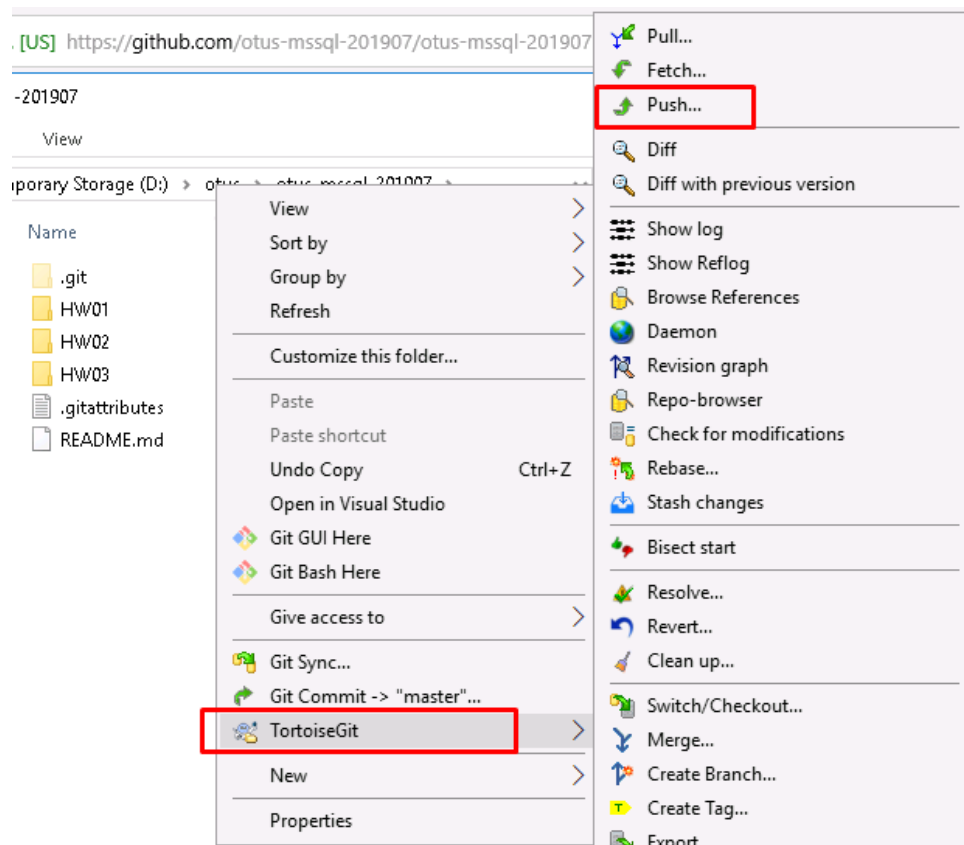 [US] https://github.com/otus-mssql-201907/otus-mssql-201907
-201907
View
porary Storage (D:) > otus > otus-mssql-201907 >
Name
.git
HW01
HW02
HW03
.gitattributes
README.md
View
Sort by
Group by
Refresh
Customize this folder...
Paste
Paste shortcut
Undo Copy Ctrl+Z
Open in Visual Studio
Git GUI Here
Git Bash Here
Give access to
Git Sync...
Git Commit -> "master"...
TortoiseGit
New
Properties
Pull...
Fetch...
Push...
Diff
Diff with previous version
Show log
Show Reflog
Browse References
Daemon
Revision graph
Repo-browser
Check for modifications
Rebase...
Stash changes
Bisect start
Resolve...
Revert...
Clean up...
Switch/Checkout...
Merge...
Create Branch...
Create Tag...
Export